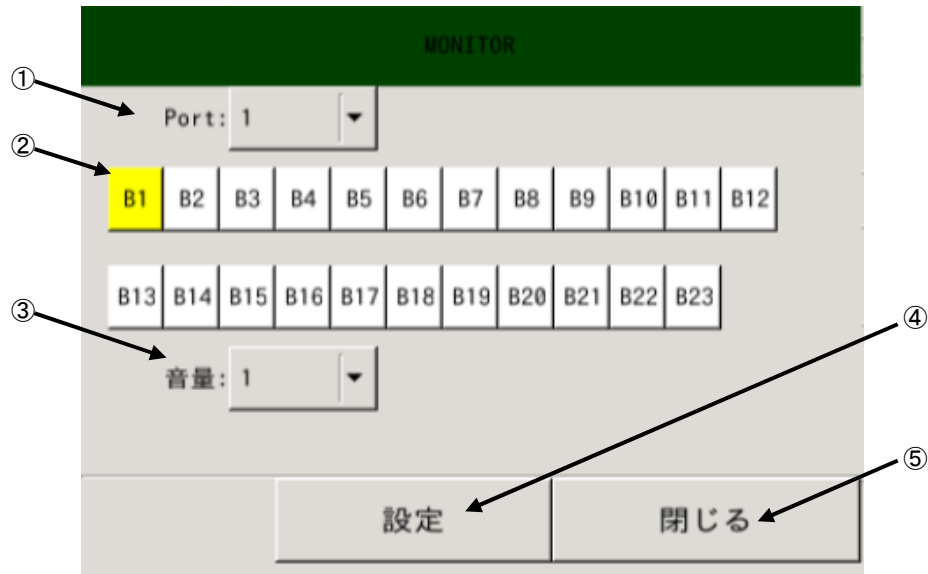 MONITOR
①
Port: 1
②
B1 B2 B3 B4 B5 B6 B7 B8 B9 B10 B11 B12
B13 B14 B15 B16 B17 B18 B19 B20 B21 B22 B23
③
④
音量: 1
⑤
設定 閉じる